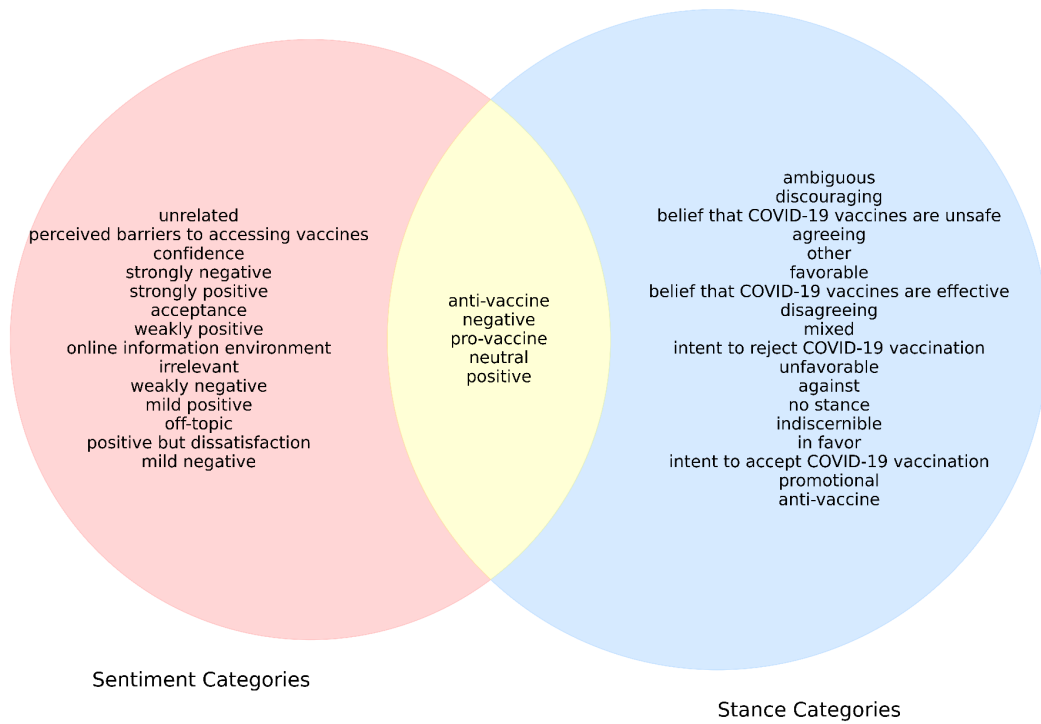 unrelated
perceived barriers to accessing vaccines
confidence
strongly negative
strongly positive
acceptance
weakly positive
online information environment
irrelevant
weakly negative
mild positive
off-topic
positive but dissatisfaction
mild negative
anti-vaccine
negative
pro-vaccine
neutral
positive
ambiguous
discouraging
belief that COVID-19 vaccines are unsafe
agreeing
other
favorable
belief that COVID-19 vaccines are effective
disagreeing
mixed
intent to reject COVID-19 vaccination
unfavorable
against
no stance
indiscernible
in favor
intent to accept COVID-19 vaccination
promotional
anti-vaccine
Sentiment Categories
Stance Categories